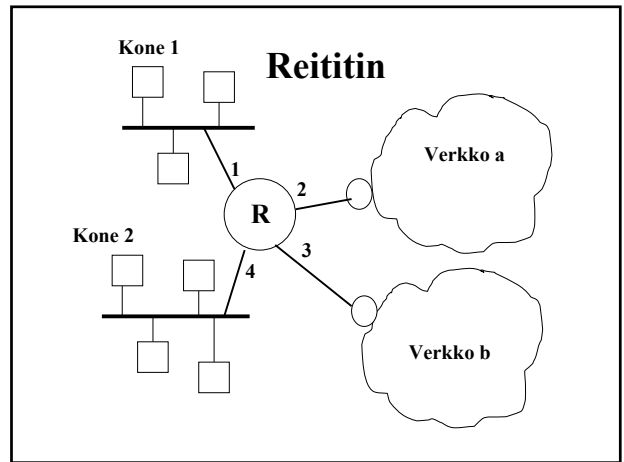 Reititin
Kone 1
Verkko a
1
2
R
Kone 2
3
4
Verkko b